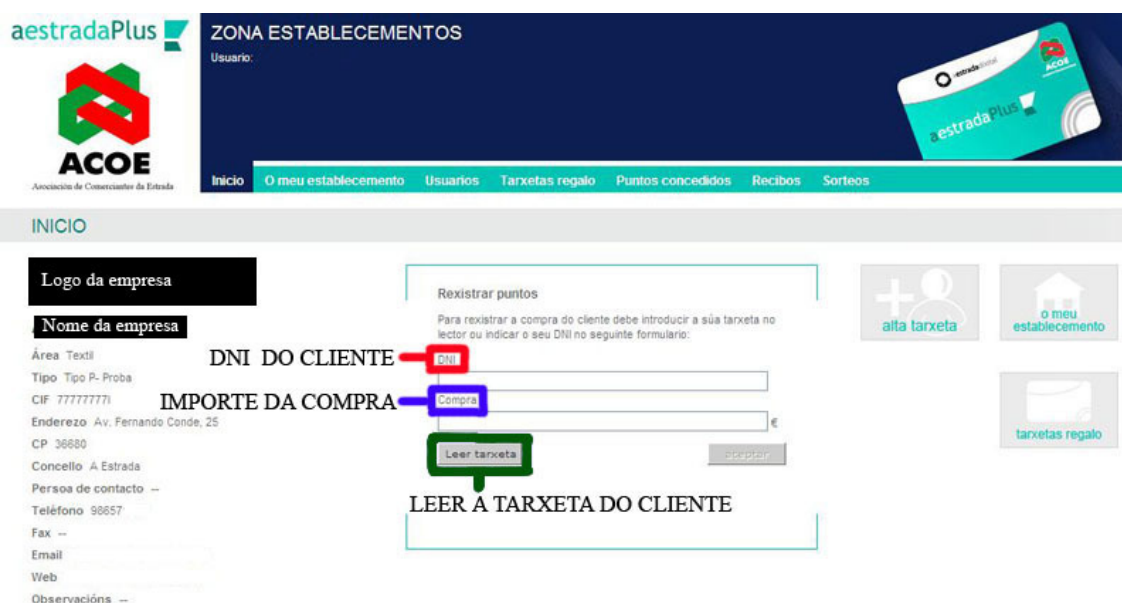 aestradaPlus
ZONA ESTABLECEMENTOS
Usuario:
ACOE
Asociación de Comerciantes da Estrada
estradadixital
ACOE
aestradaPlus
Inicio O meu establecemento Usuarios Tarxetas regalo Puntos concedidos Recibos Sorteos
INICIO
Logo da empresa
Nome da empresa
Área Textil
Tipo Tipo P- Proba
CIF 77777777I
Enderezo Av. Fernando Conde, 25
CP 36680
Concello A Estrada
Persoa de contacto --
Teléfono 98657
Fax --
Email
Web
Observacións --
Rexistrar puntos
Para rexistrar a compra do cliente debe introducir a súa tarxeta no
lector ou indicar o seu DNI no seguinte formulario:
DNI DO CLIENTE
DNI
IMPORTE DA COMPRA
Compra
€
Leer tarxeta
aceptar
LEER A TARXETA DO CLIENTE
alta tarxeta
o meu
establecemento
tarxetas regalo